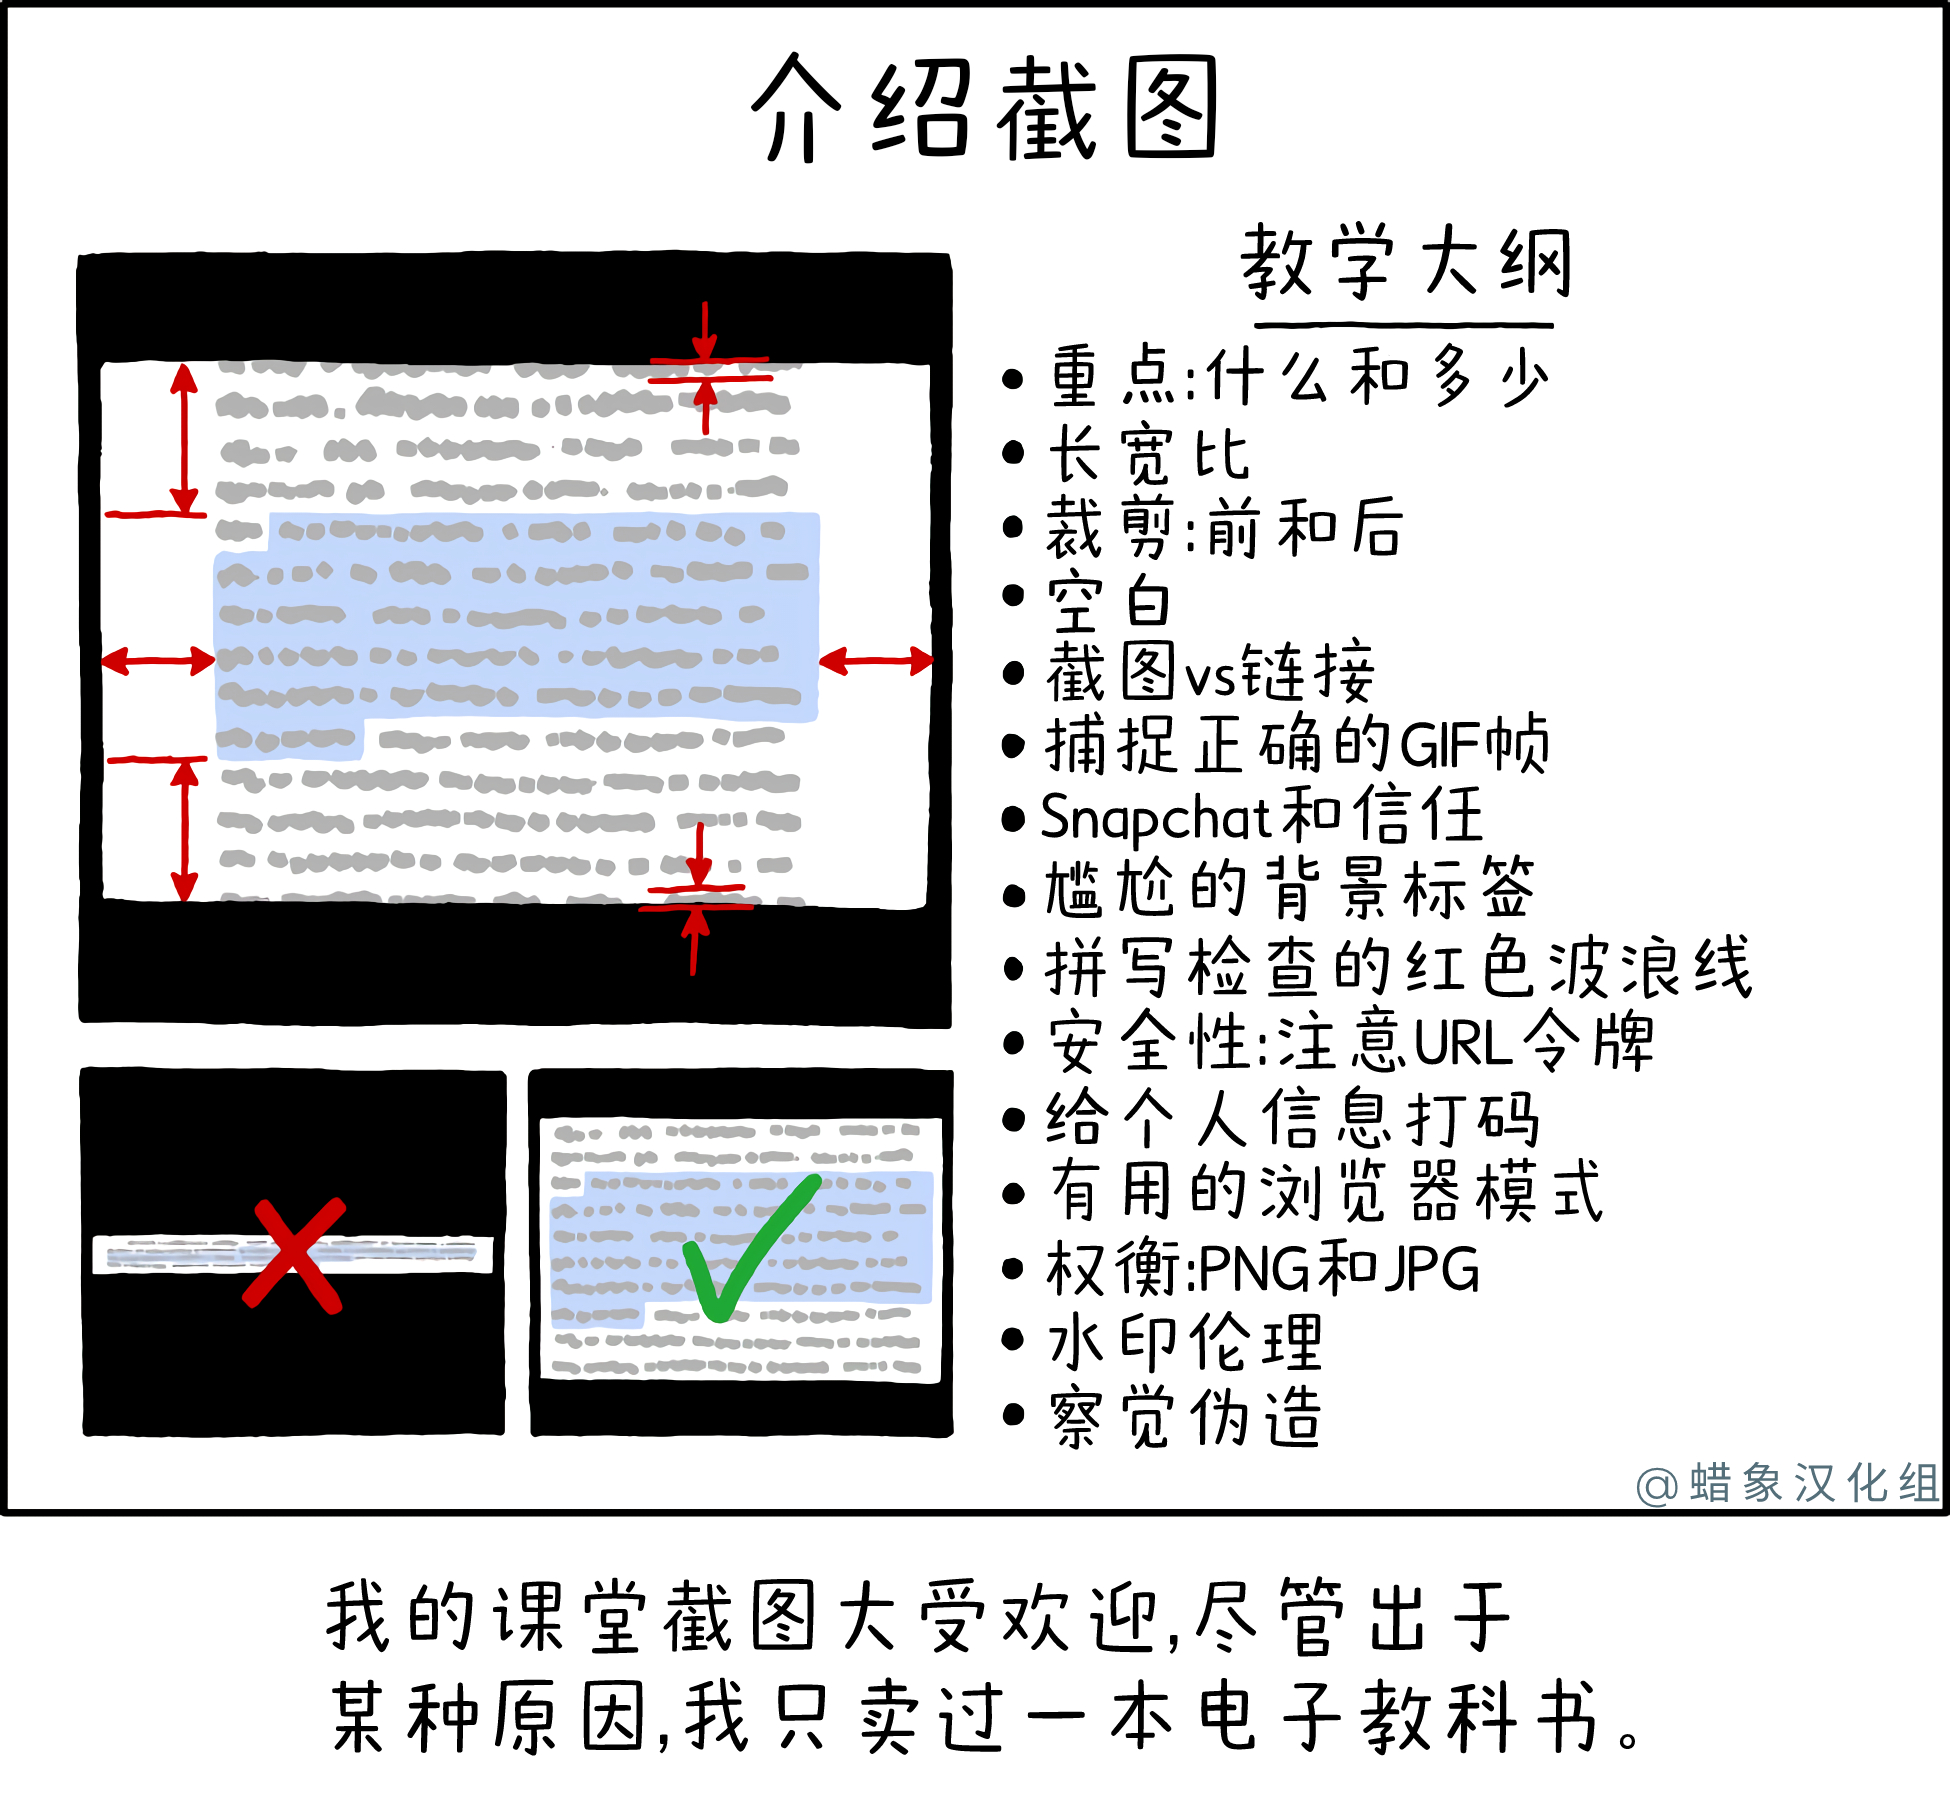 介绍截图
教学大纲
• 重点:什么和多少
• 长宽比
• 裁剪:前和后
• 空白
• 截图vs链接
• 捕捉正确的GIF帧
• Snapchat和信任
• 尴尬的背景标签
• 拼写检查的红色波浪线
• 安全性:注意URL令牌
• 给个人信息打码
• 有用的浏览器模式
• 权衡:PNG和JPG
• 水印伦理
• 察觉伪造
@蜡象汉化组
我的课堂截图大受欢迎,尽管出于
某种原因,我只卖过一本电子教科书。